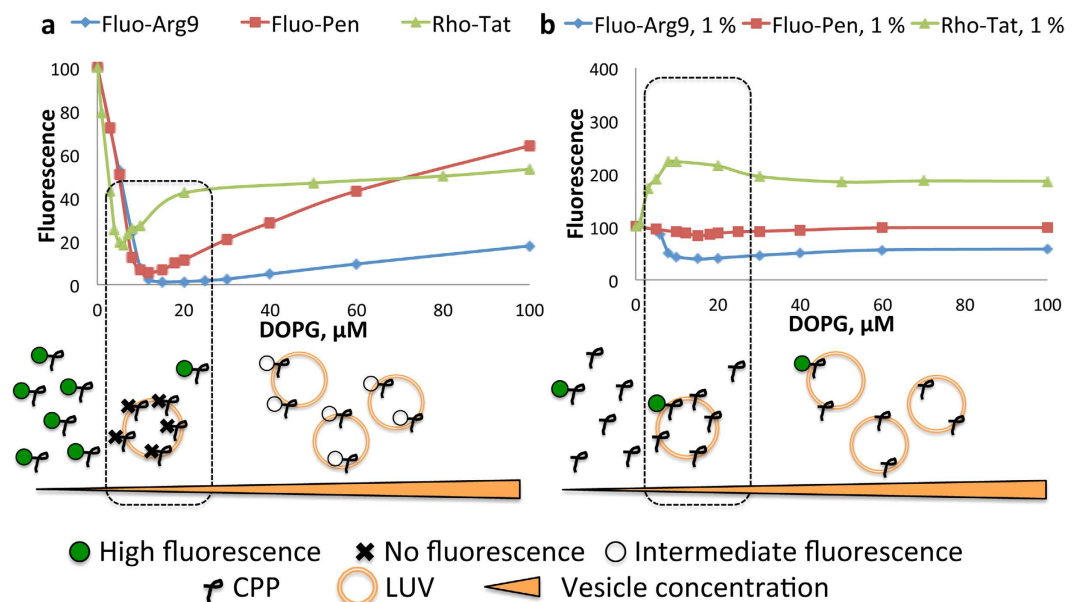 a Fluo-Arg9 Fluo-Pen Rho-Tat
100
80
60
40
20
0
Fluorescence
0 20 40 60 80 100
DOPG, μM
b Fluo-Arg9, 1 % Fluo-Pen, 1 % Rho-Tat, 1 %
400
300
200
100
0
Fluorescence
0 20 40 60 80 100
DOPG, μM
High fluorescence No fluorescence Intermediate fluorescence
CPP LUV Vesicle concentration